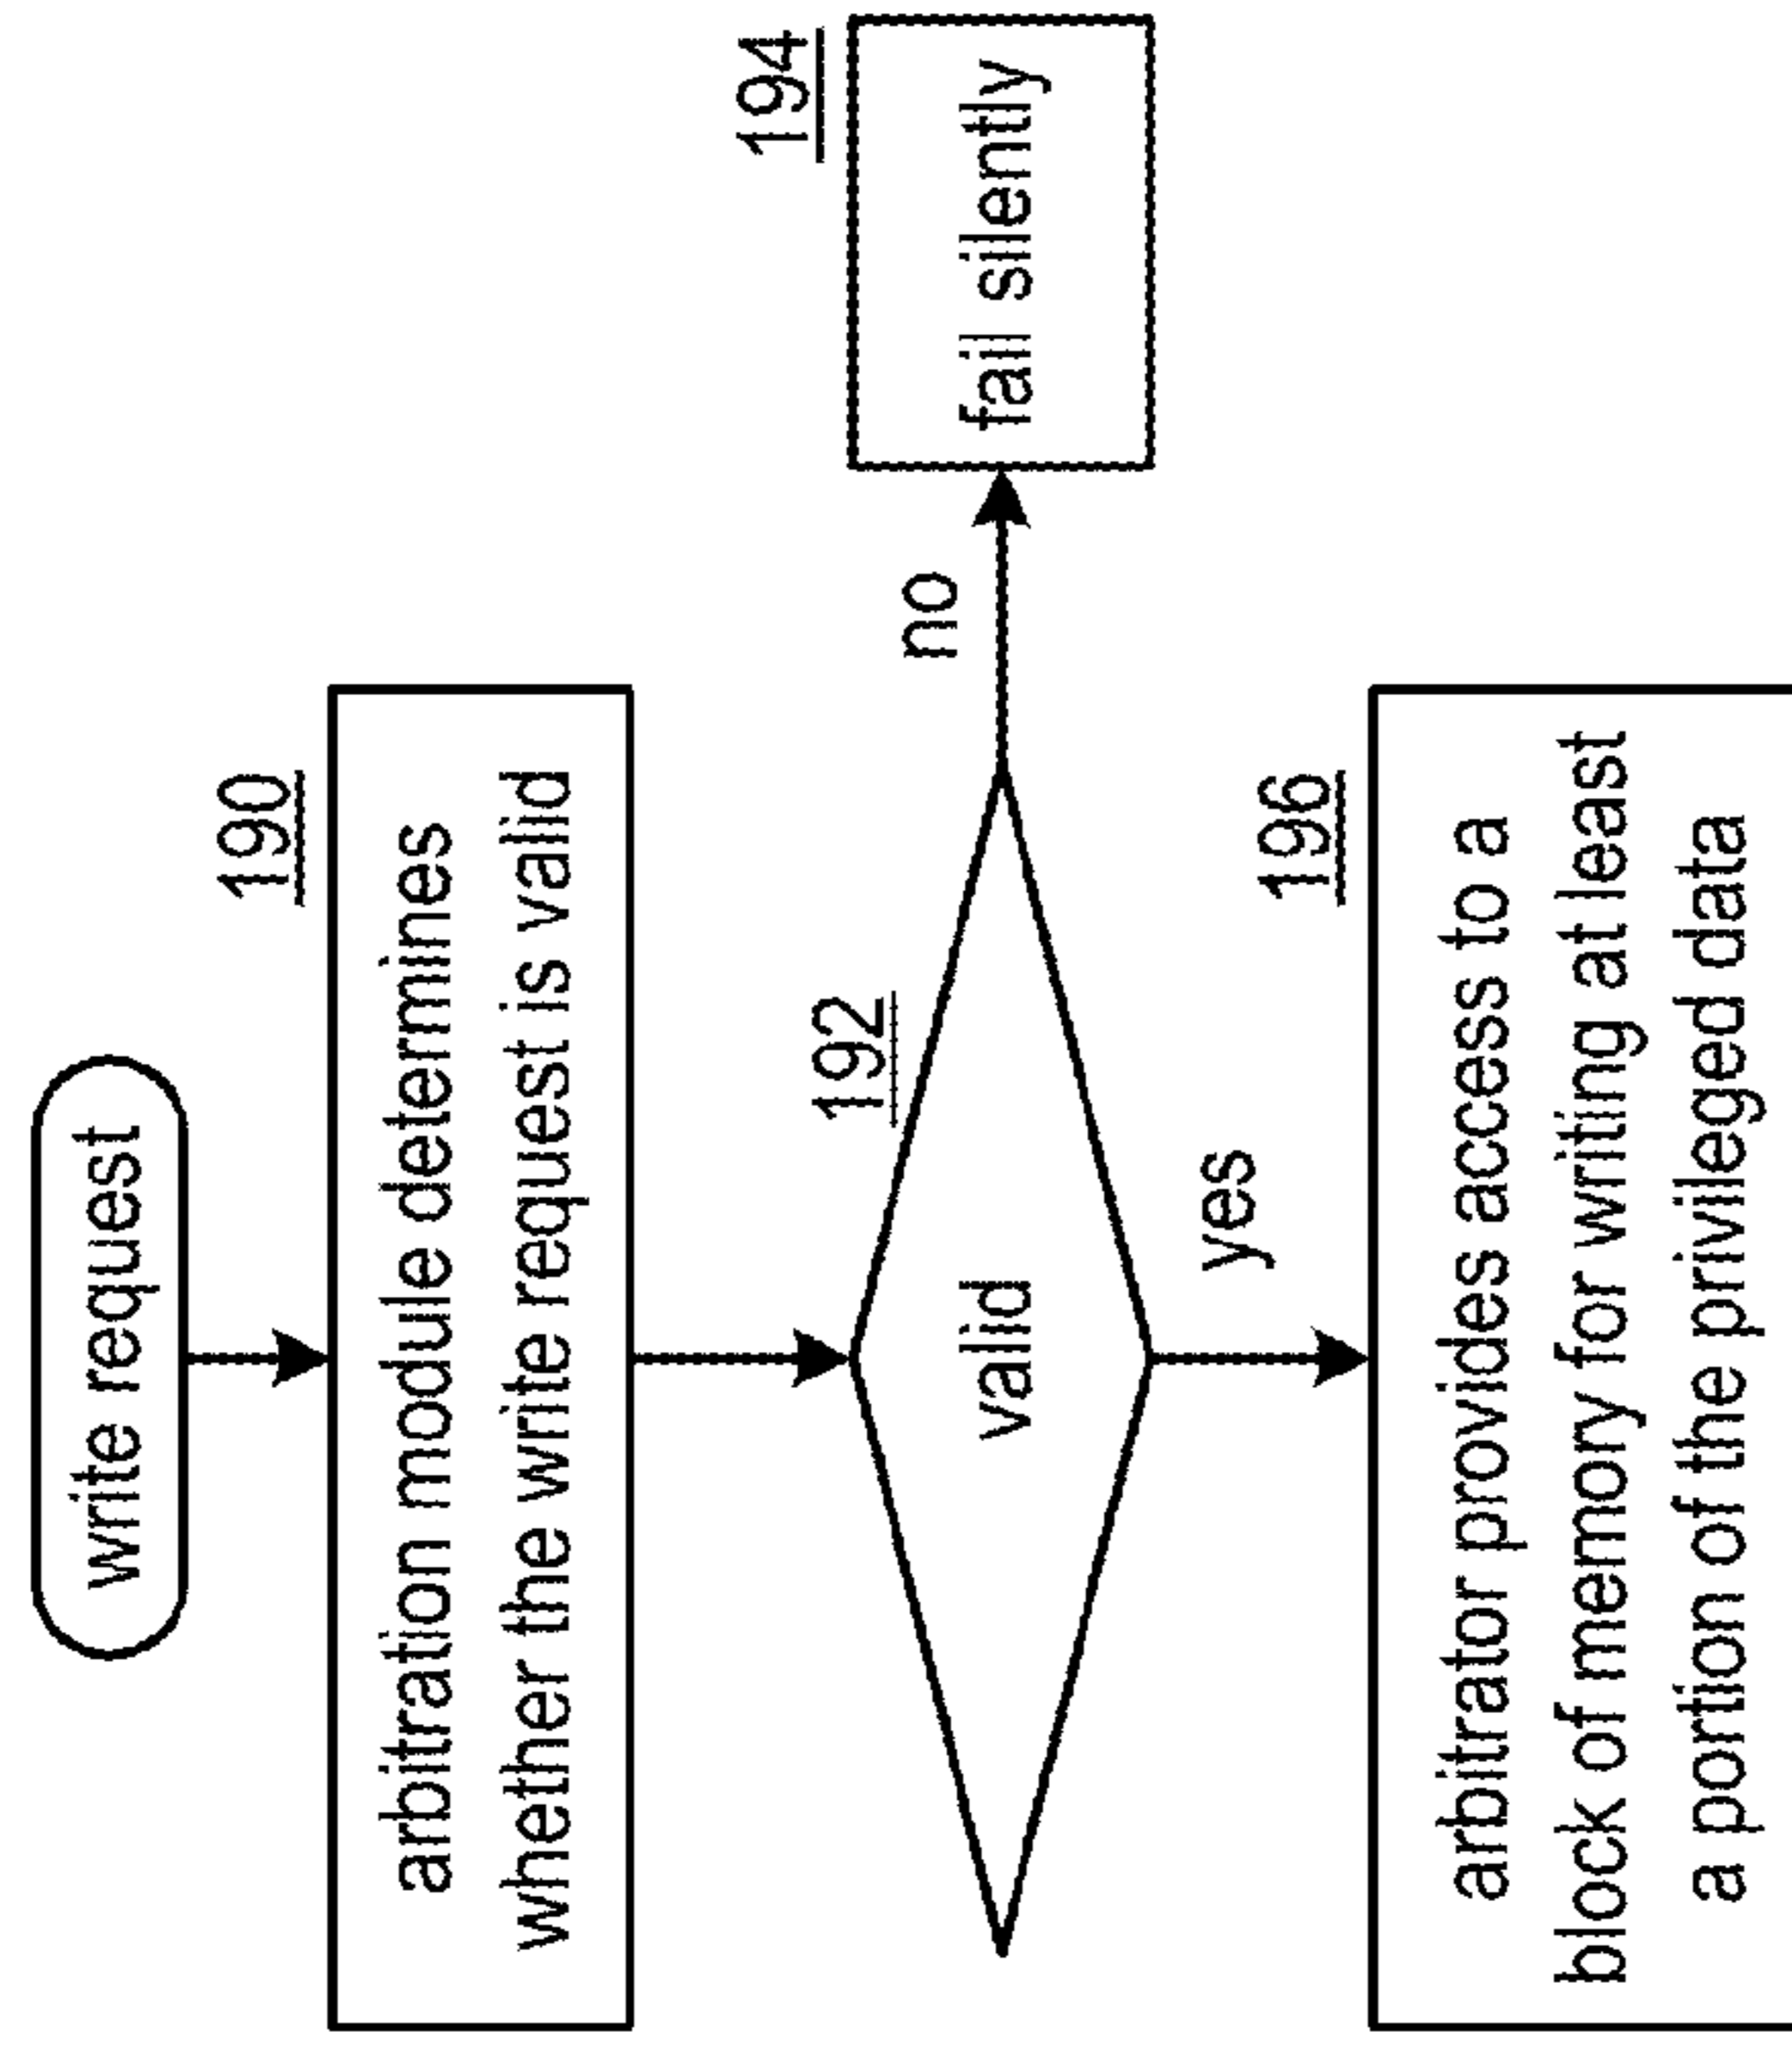 write request
190
arbitration module determines
whether the write request is valid
192
valid
no
194
fail silently
yes
196
arbitrator provides access to a
block of memory for writing at least
a portion of the privileged data